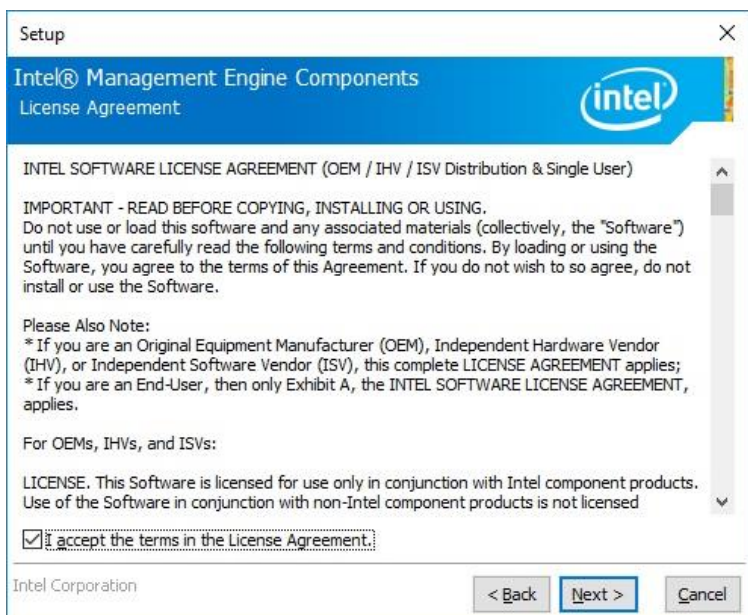 Setup
Intel® Management Engine Components
License Agreement
intel
INTEL SOFTWARE LICENSE AGREEMENT (OEM / IHV / ISV Distribution & Single User)
IMPORTANT - READ BEFORE COPYING, INSTALLING OR USING.
Do not use or load this software and any associated materials (collectively, the "Software")
until you have carefully read the following terms and conditions. By loading or using the
Software, you agree to the terms of this Agreement. If you do not wish to so agree, do not
install or use the Software.
Please Also Note:
* If you are an Original Equipment Manufacturer (OEM), Independent Hardware Vendor
(IHV), or Independent Software Vendor (ISV), this complete LICENSE AGREEMENT applies;
* If you are an End-User, then only Exhibit A, the INTEL SOFTWARE LICENSE AGREEMENT,
applies.
For OEMs, IHVs, and ISVs:
LICENSE. This Software is licensed for use only in conjunction with Intel component products.
Use of the Software in conjunction with non-Intel component products is not licensed
I accept the terms in the License Agreement.
Intel Corporation
< Back Next > Cancel